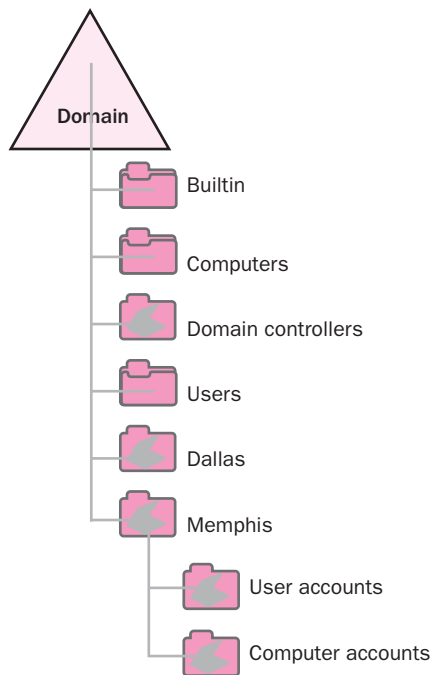 Domain
Builtin
Computers
Domain controllers
Users
Dallas
Memphis
User accounts
Computer accounts